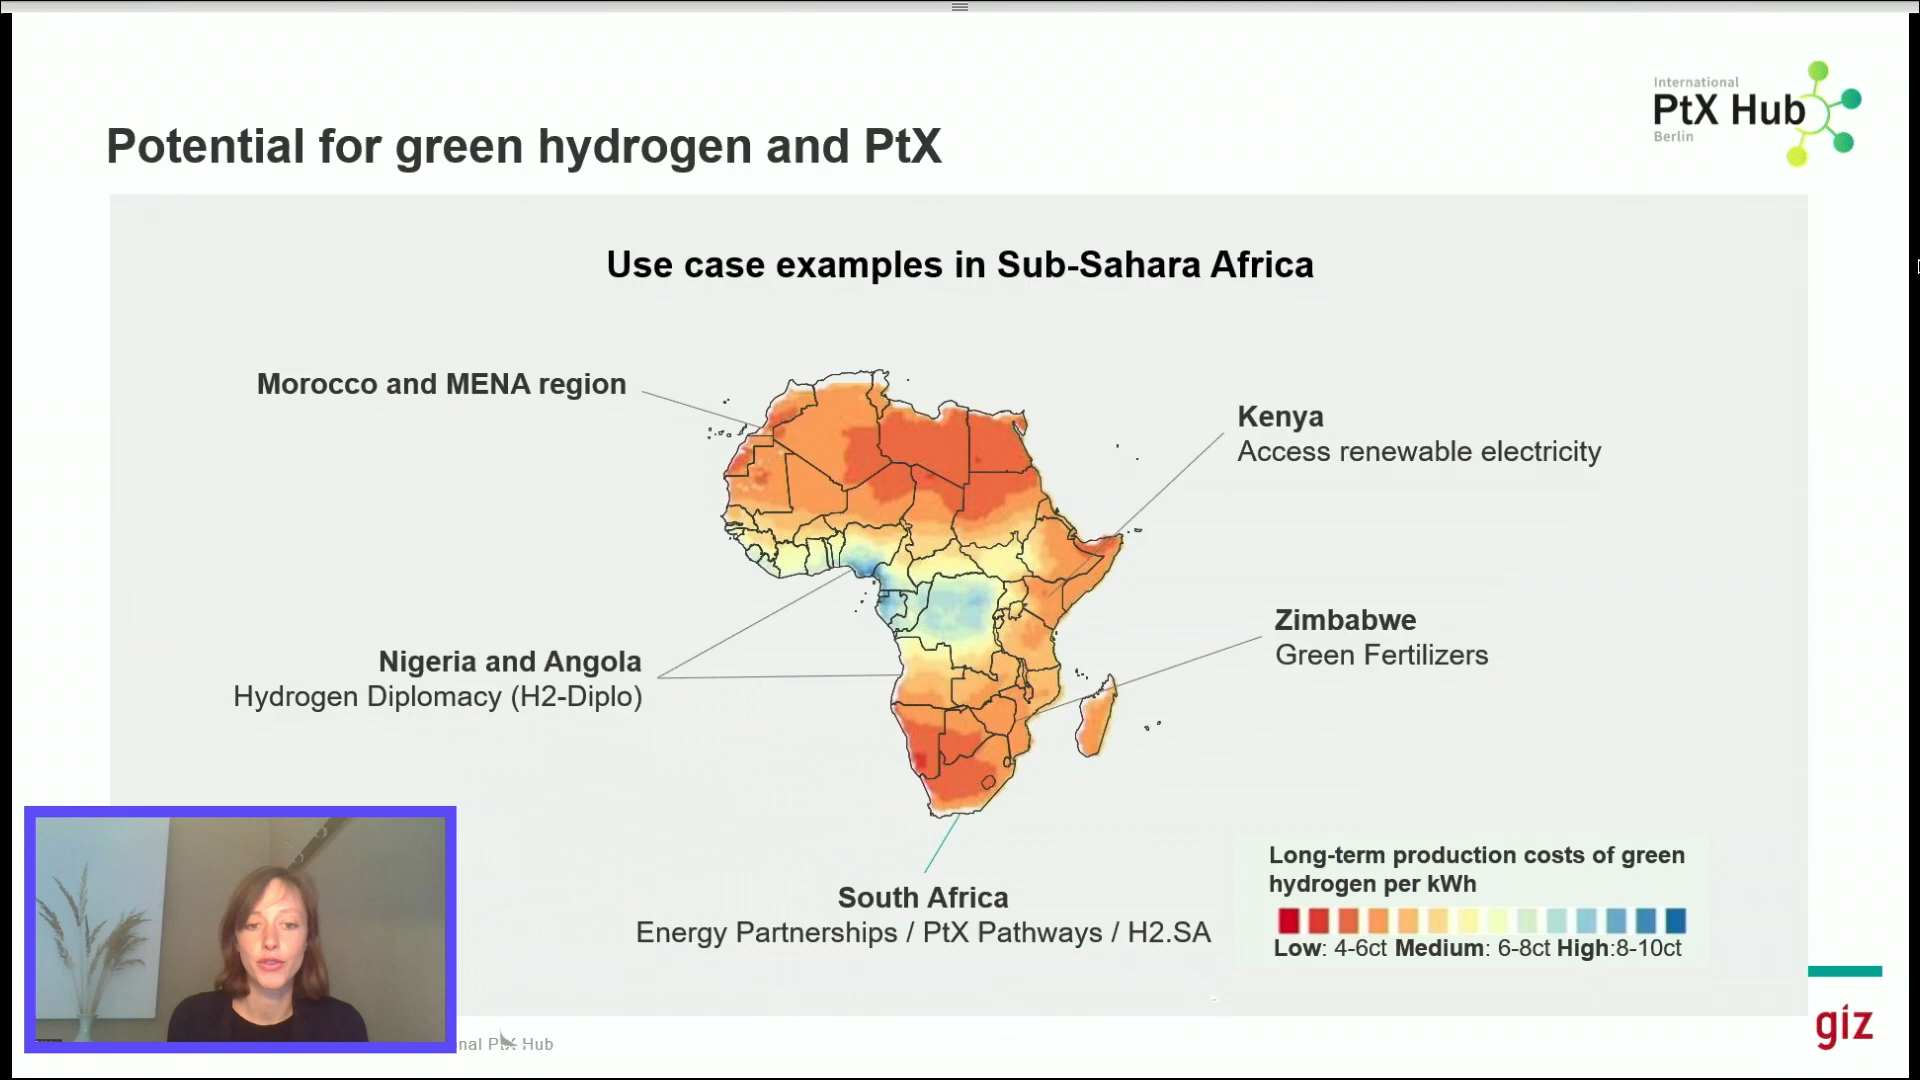 International
PtX Hub
Berlin
Potential for green hydrogen and PtX
Use case examples in Sub-Sahara Africa
Morocco and MENA region
Kenya
Access renewable electricity
Zimbabwe
Green Fertilizers
Nigeria and Angola
Hydrogen Diplomacy (H2-Diplo)
South Africa
Energy Partnerships / PtX Pathways / H2.SA
Long-term production costs of green
hydrogen per kWh
Low: 4-6ct Medium: 6-8ct High:8-10ct
giz
nal PtX Hub